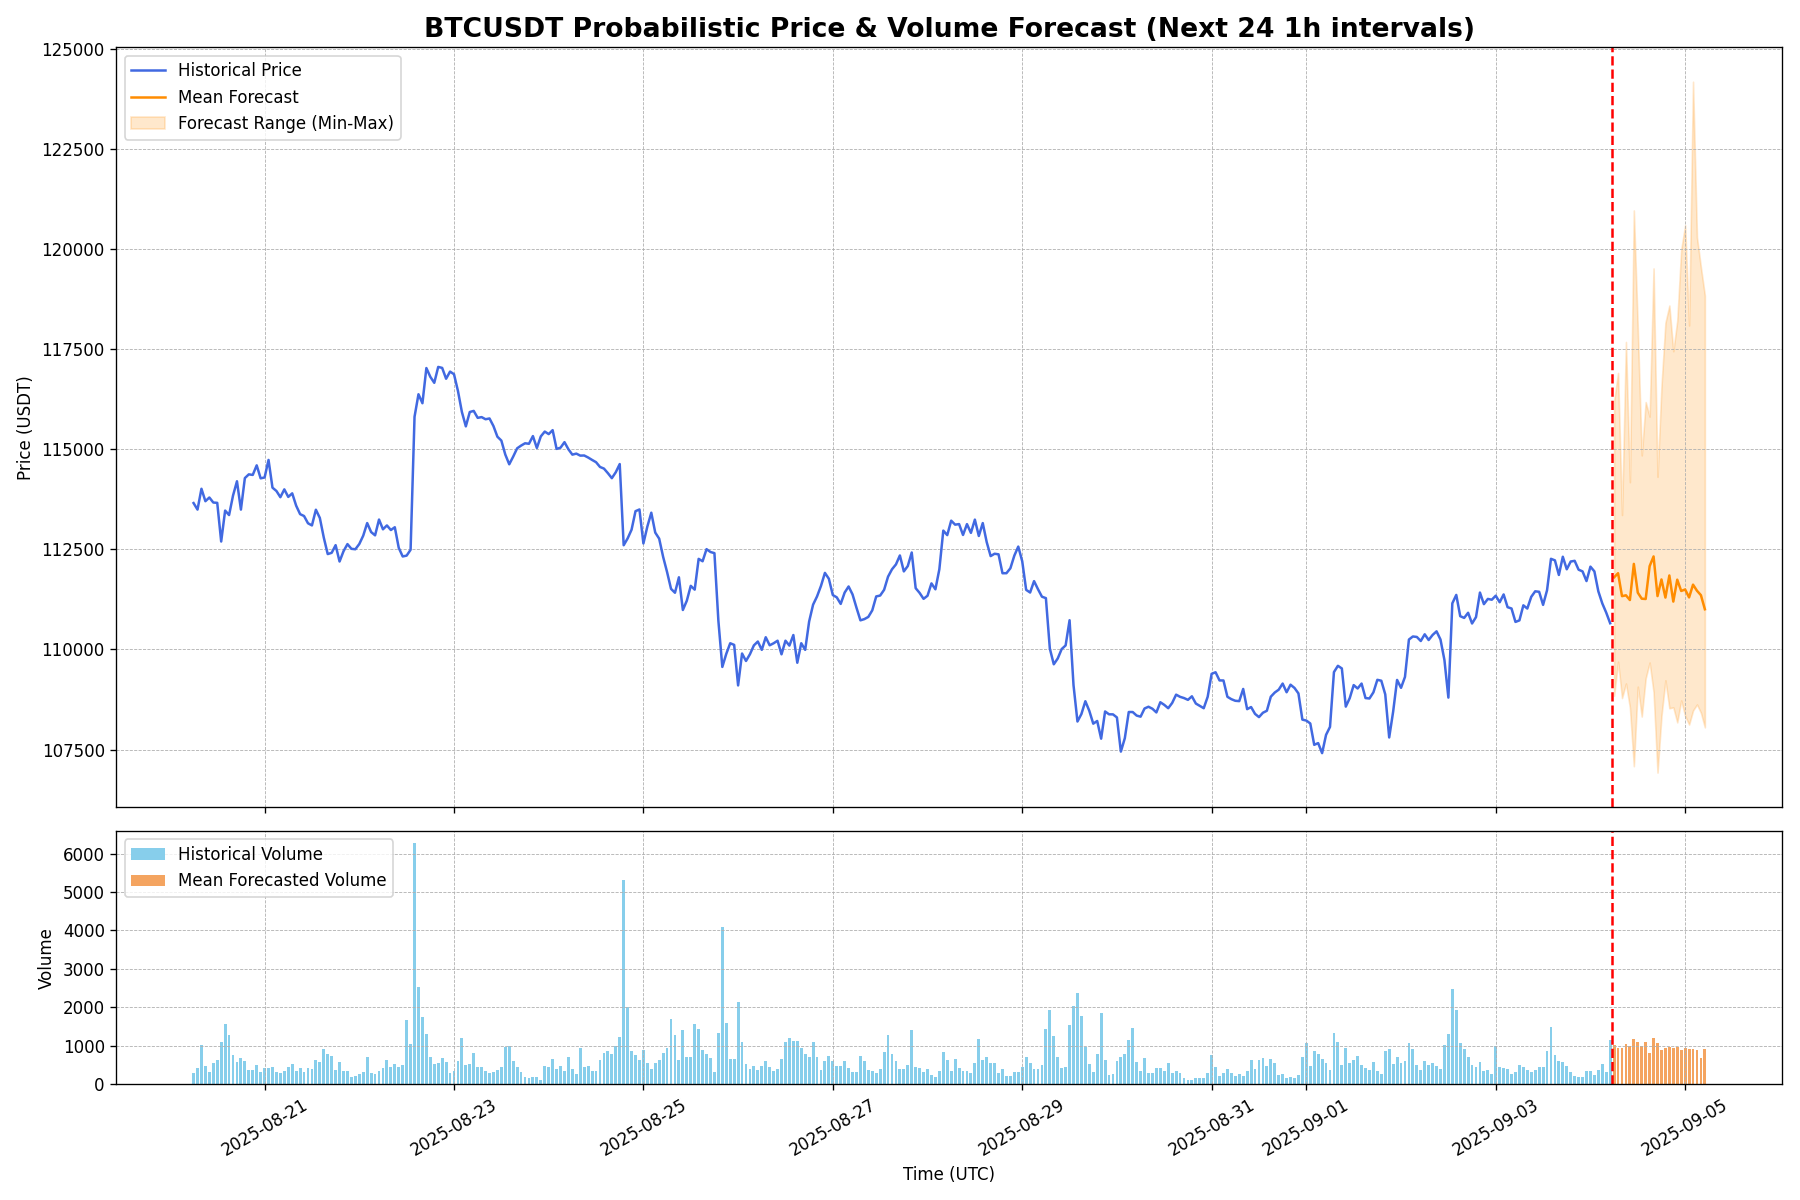 BTCUSDT Probabilistic Price & Volume Forecast (Next 24 1h intervals)
Historical Price
Mean Forecast
Forecast Range (Min-Max)
Price (USDT)
125000
122500
120000
117500
115000
112500
110000
107500
Historical Volume
Mean Forecasted Volume
Volume
6000
5000
4000
3000
2000
1000
0
2025-08-21
2025-08-23
2025-08-25
2025-08-27
2025-08-29
2025-08-31
2025-09-01
2025-09-03
2025-09-05
Time (UTC)